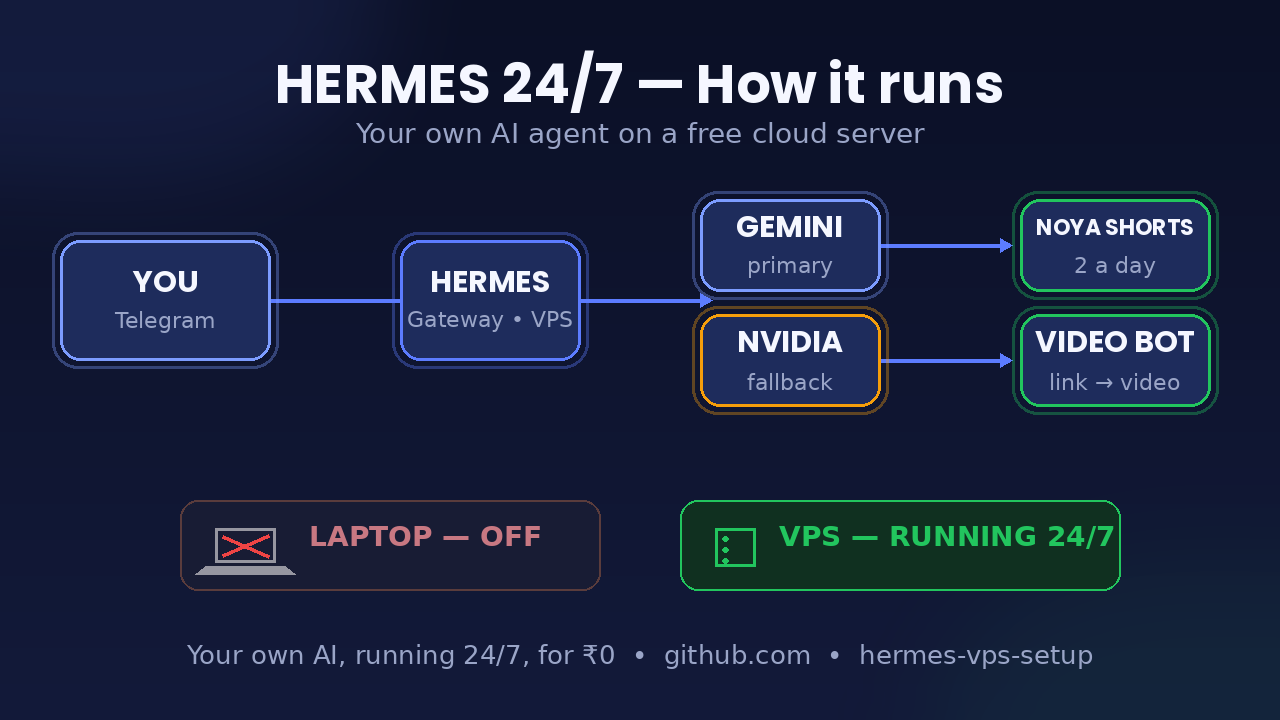 HERMES 24/7 — How it runs
Your own AI agent on a free cloud server
YOU
Telegram
HERMES
Gateway • VPS
GEMINI
primary
NVIDIA
fallback
NOYA SHORTS
2 a day
VIDEO BOT
link → video
LAPTOP — OFF
VPS — RUNNING 24/7
Your own AI, running 24/7, for ₹0 • github.com • hermes-vps-setup